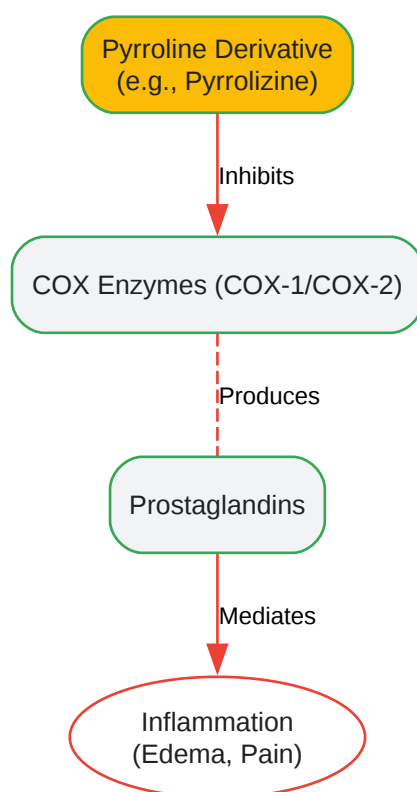 Pyrroline Derivative
(e.g., Pyrrolizine)
Inhibits
COX Enzymes (COX-1/COX-2)
Produces
Prostaglandins
Mediates
Inflammation
(Edema, Pain)